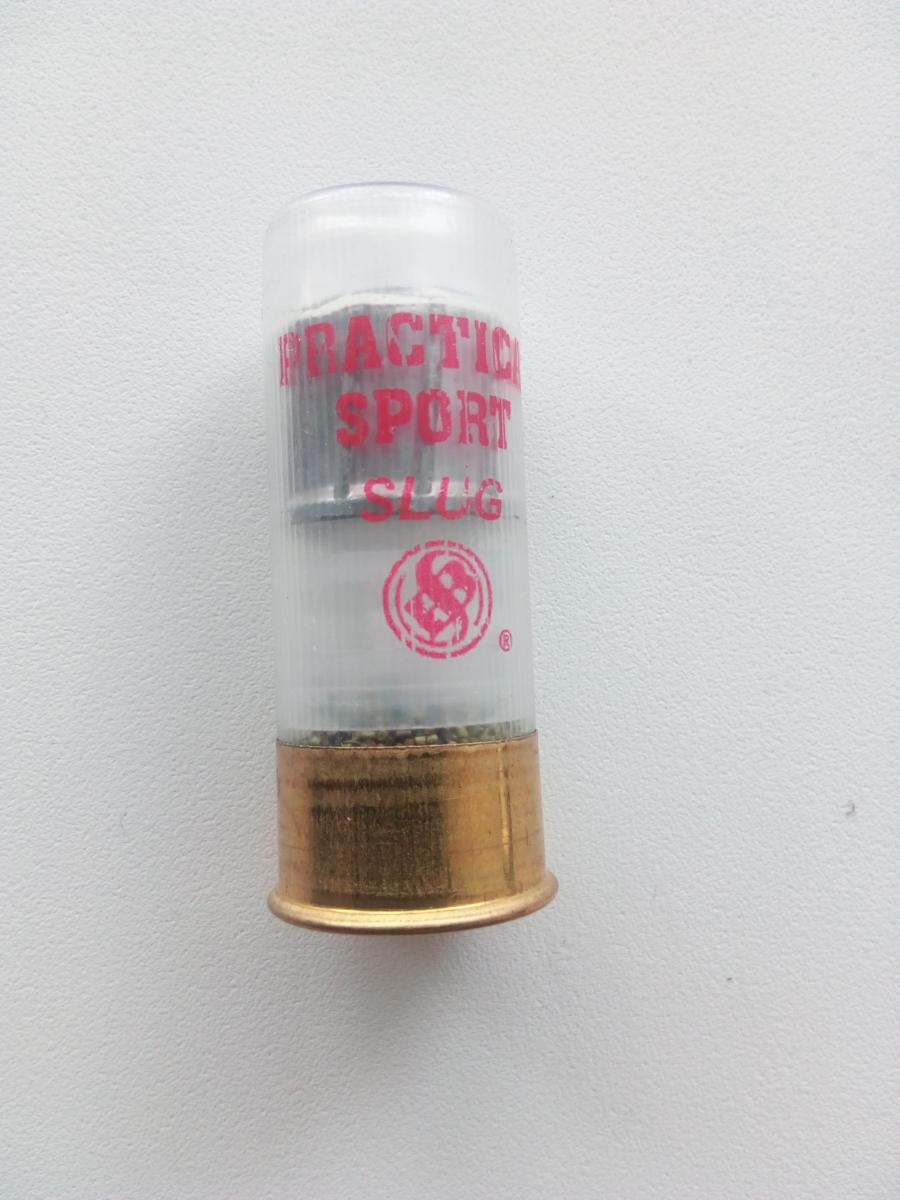 PRACTICA
SPORT
SLUG
®